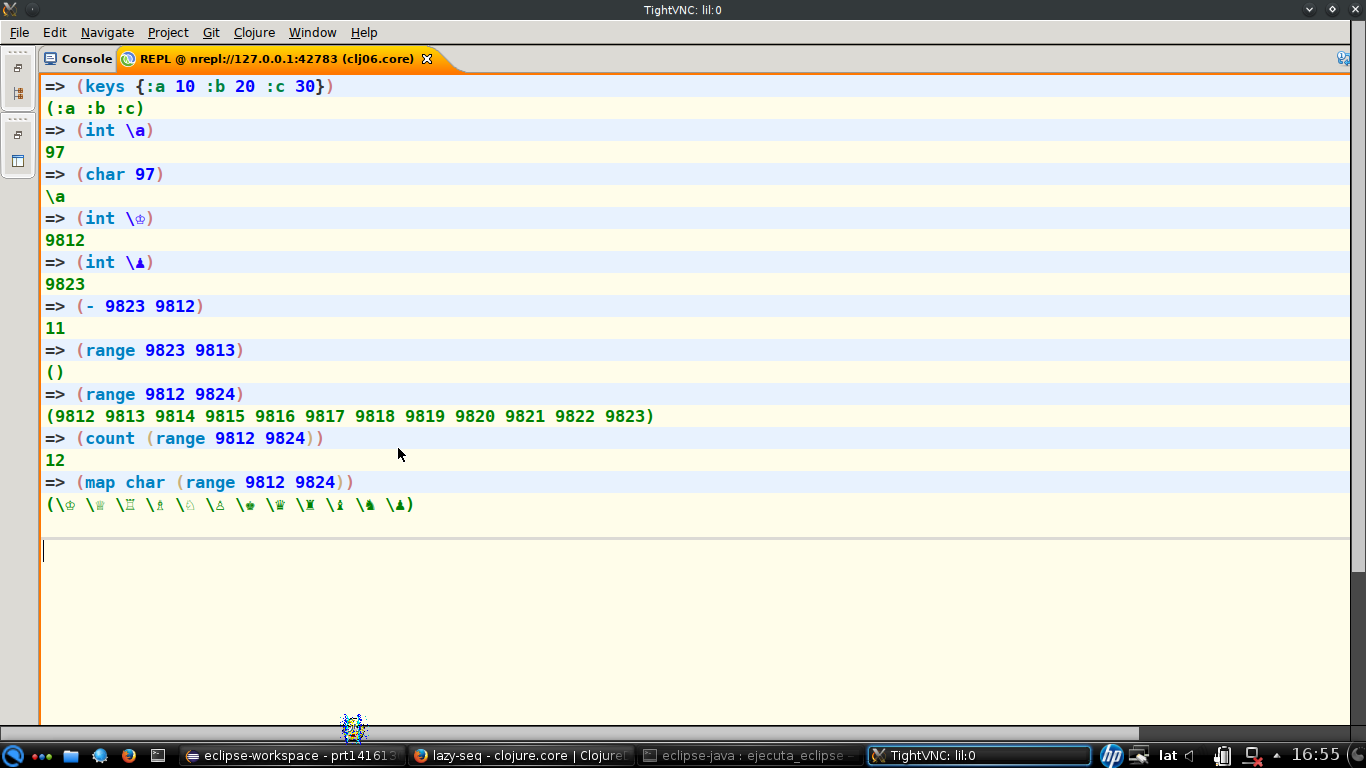 TightVNC: lil:0
File Edit Navigate Project Git Clojure Window Help
Console REPL @ nrepl://127.0.0.1:42783 (clj06.core)
=> (keys {:a 10 :b 20 :c 30})
(:a :b :c)
=> (int \a)
97
=> (char 97)
\a
=> (int \♔)
9812
=> (int \♟)
9823
=> (- 9823 9812)
11
=> (range 9823 9813)
()
=> (range 9812 9824)
(9812 9813 9814 9815 9816 9817 9818 9819 9820 9821 9822 9823)
=> (count (range 9812 9824))
12
=> (map char (range 9812 9824))
(\♔ \♕ \♖ \♗ \♘ \♙ \♚ \♛ \♜ \♝ \♞ \♟)
eclipse-workspace - prt141613 lazy-seq - clojure.core | Clojure eclipse-java : ejecuta_eclipse TightVNC: lil:0 hp lat 16:55